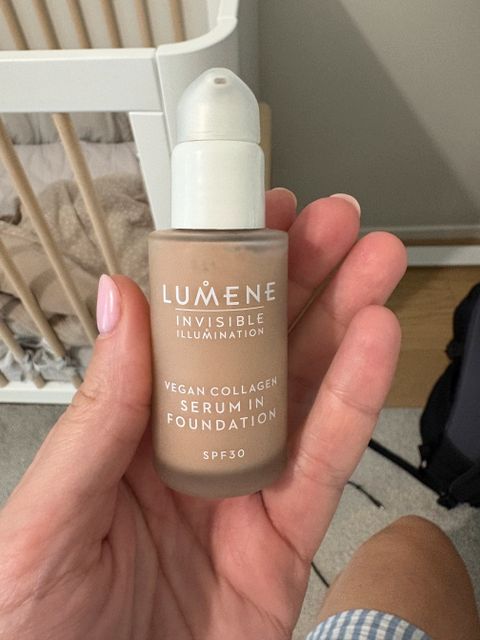 LUMENE
INVISIBLE
ILLUMINATION
VEGAN COLLAGEN
SERUM IN
FOUNDATION
SPF30